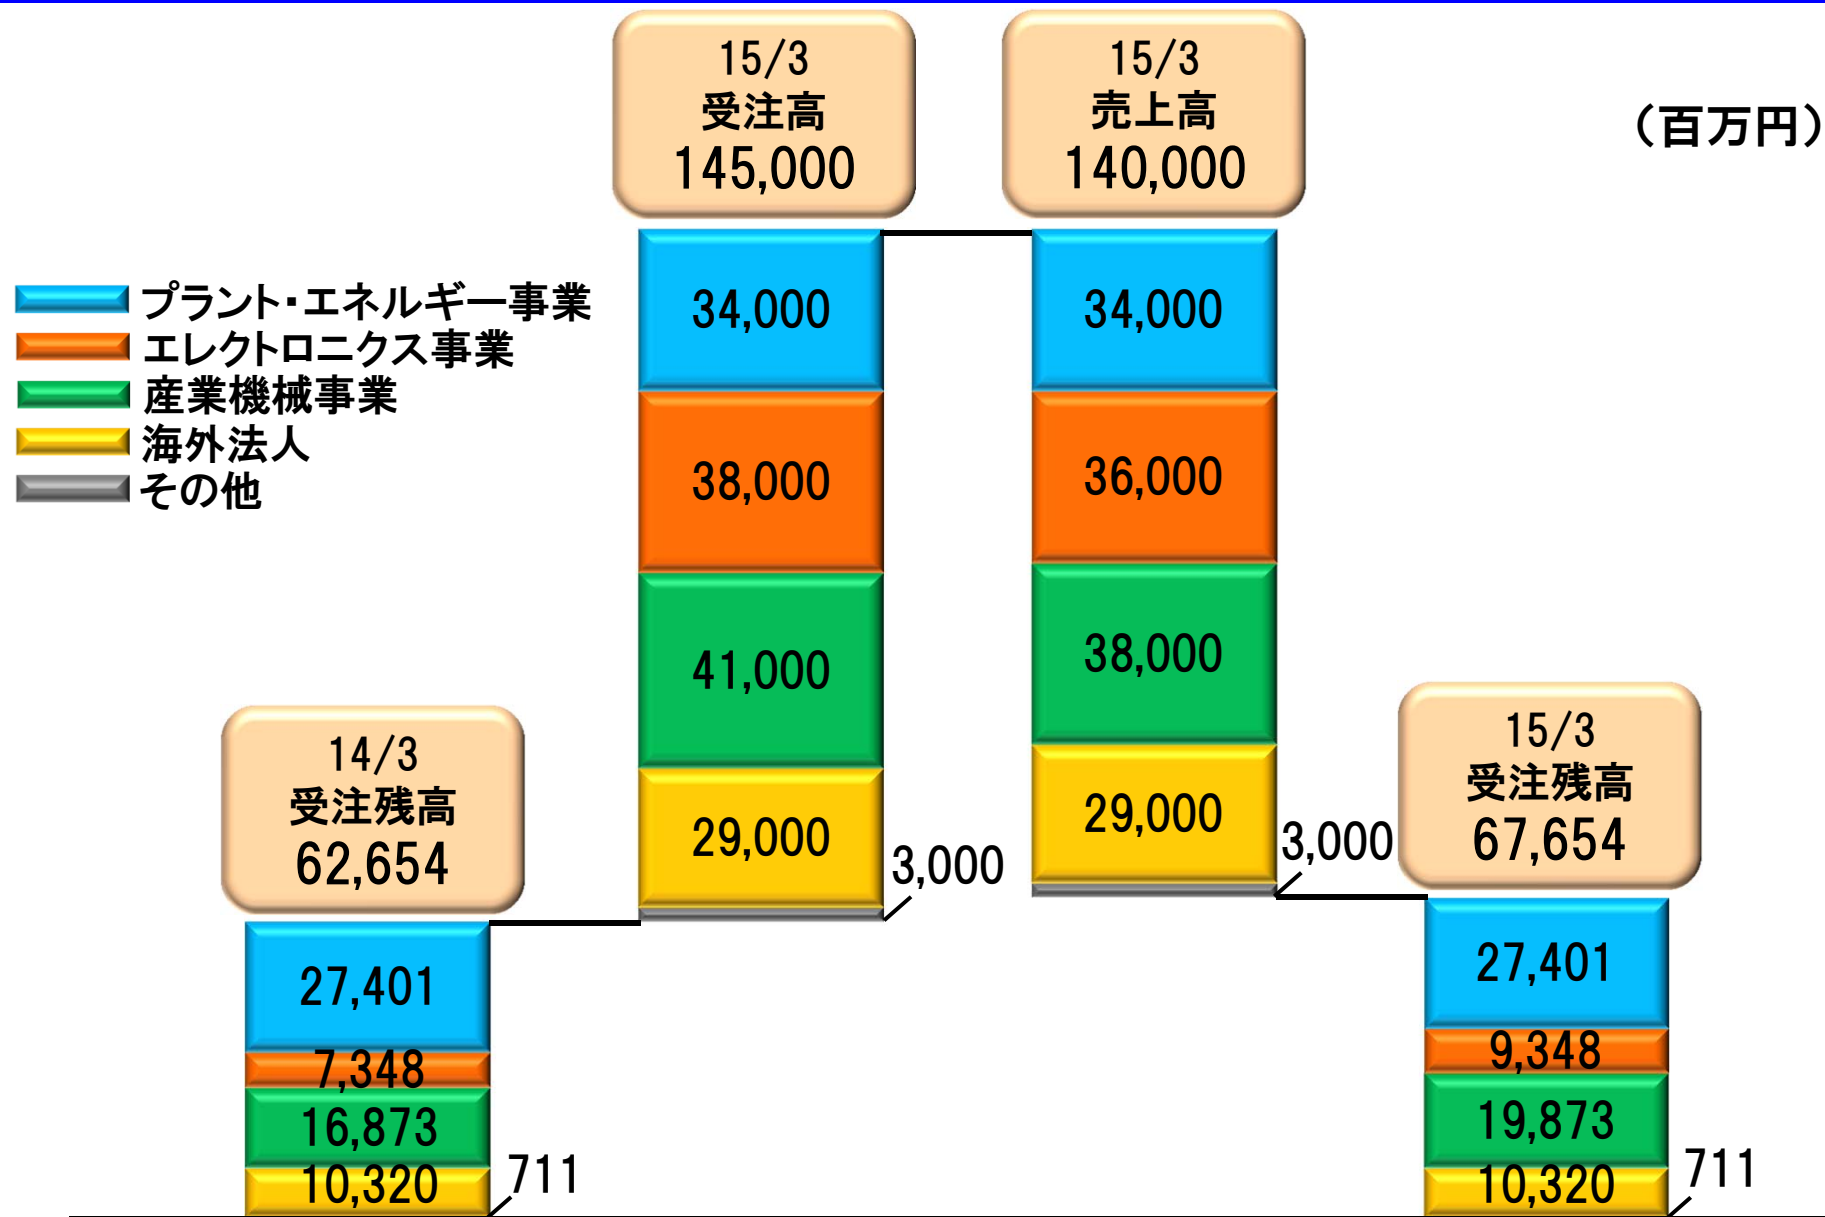 15/3
受注高
145,000
15/3
売上高
140,000
（百万円）
プラント・エネルギー事業
エレクトロニクス事業
産業機械事業
海外法人
その他
34,000
38,000
41,000
29,000
3,000
34,000
36,000
38,000
29,000
3,000
14/3
受注残高
62,654
27,401
7,348
16,873
10,320
711
15/3
受注残高
67,654
27,401
9,348
19,873
10,320
711